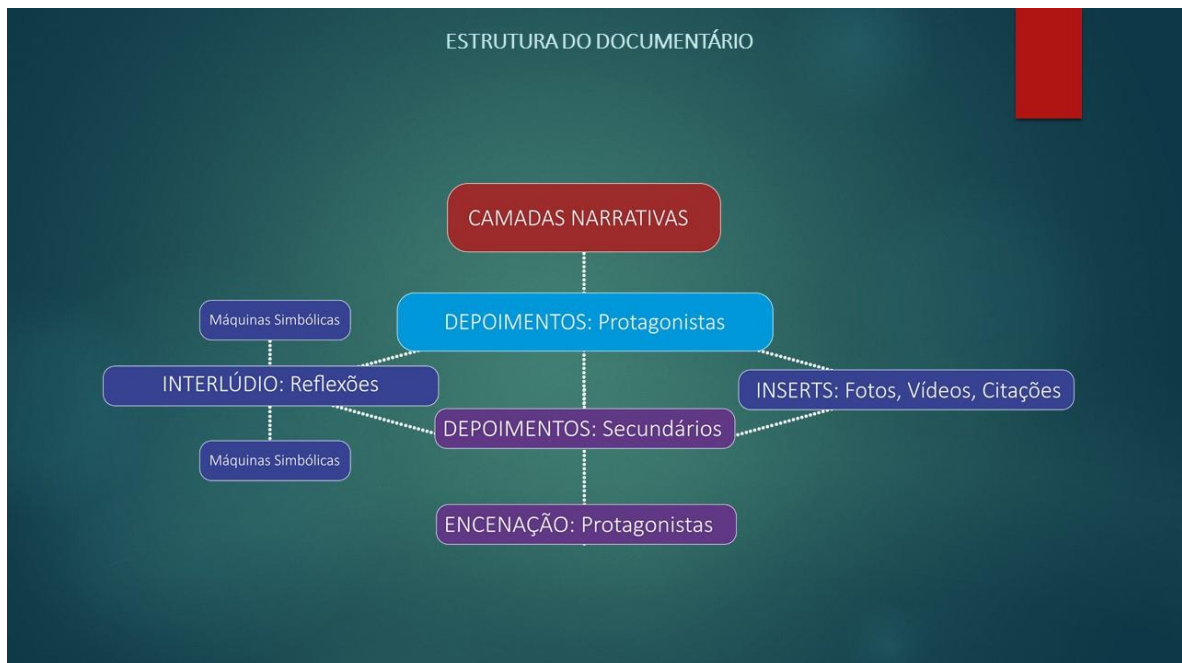 ESTRUTURA DO DOCUMENTÁRIO
CAMADAS NARRATIVAS
Máquinas Simbólicas
DEPOIMENTOS: Protagonistas
INTERLÚDIO: Reflexões
INSERTS: Fotos, Vídeos, Citações
DEPOIMENTOS: Secundários
Máquinas Simbólicas
ENCENAÇÃO: Protagonistas